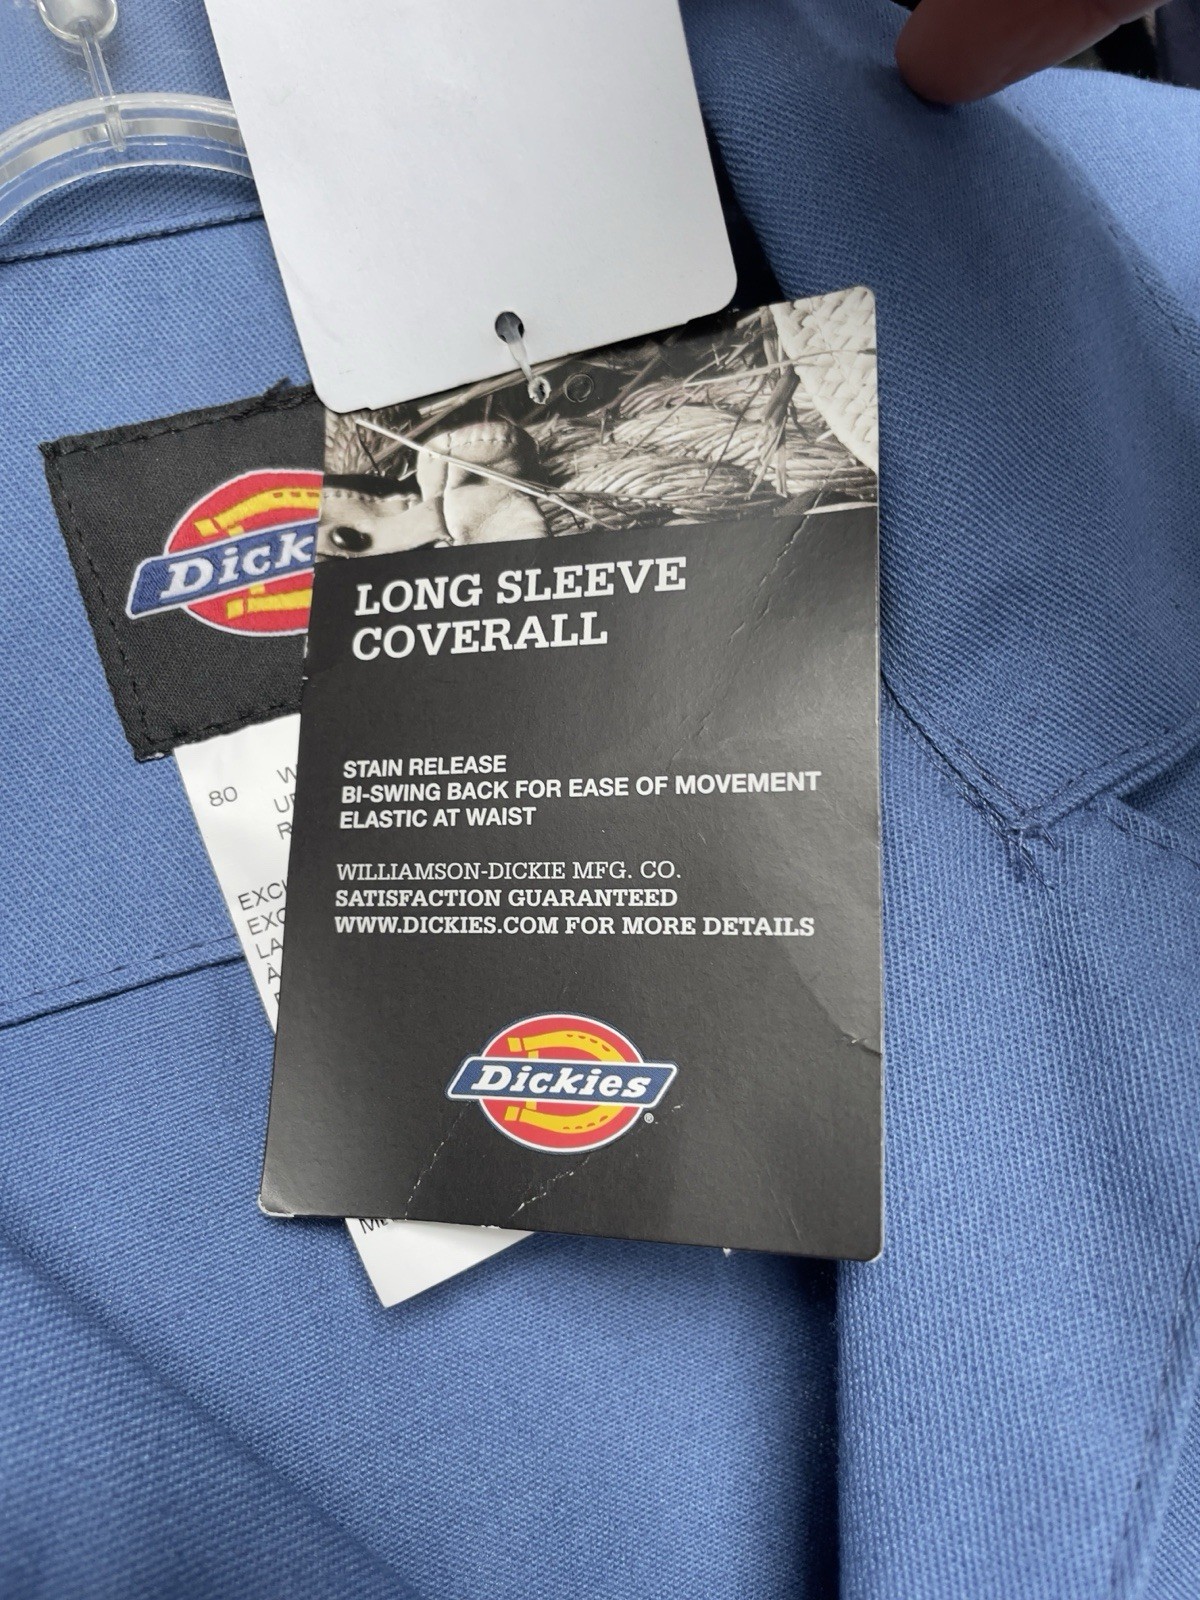 LONG SLEEVE
COVERALL
STAIN RELEASE
BI-SWING BACK FOR EASE OF MOVEMENT
ELASTIC AT WAIST
WILLIAMSON-DICKIE MFG. CO.
SATISFACTION GUARANTEED
WWW.DICKIES.COM FOR MORE DETAILS
Dickies
®
Dick
80
À